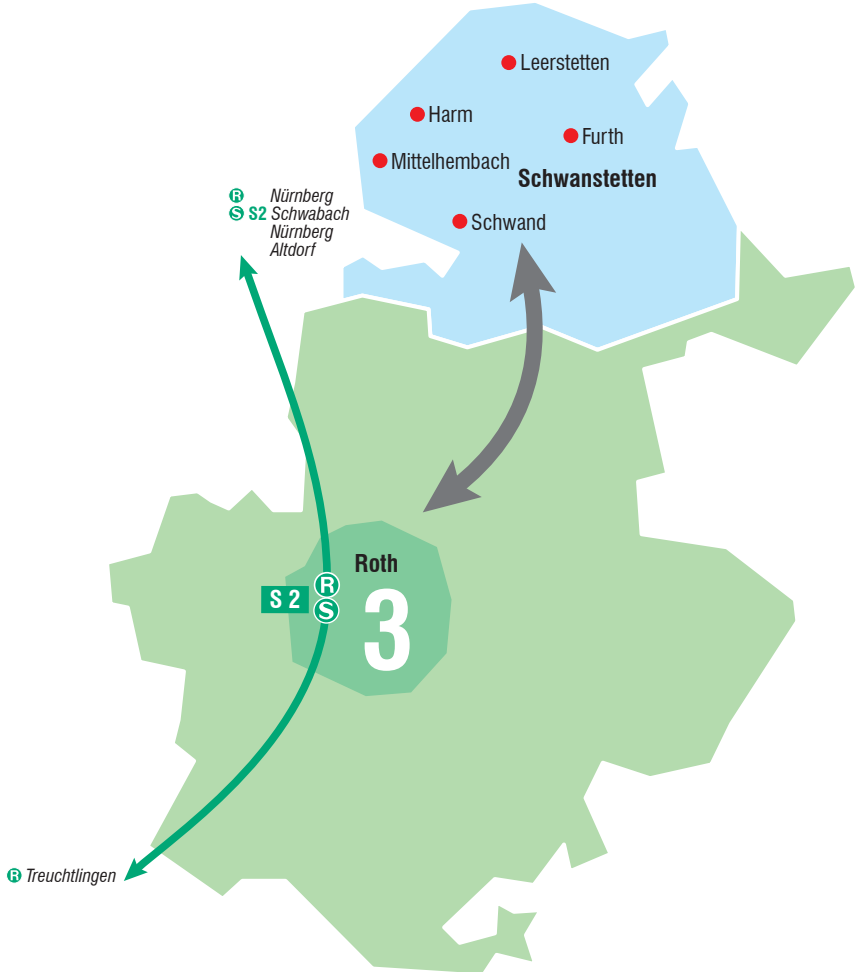 Leerstetten
Harm
Furth
Mittelhembach
Schwanstetten
Schwand
R Nürnberg
S S2 Schwabach
Nürnberg
Altdorf
Roth
S 2
R
S
3
R Treuchtlingen